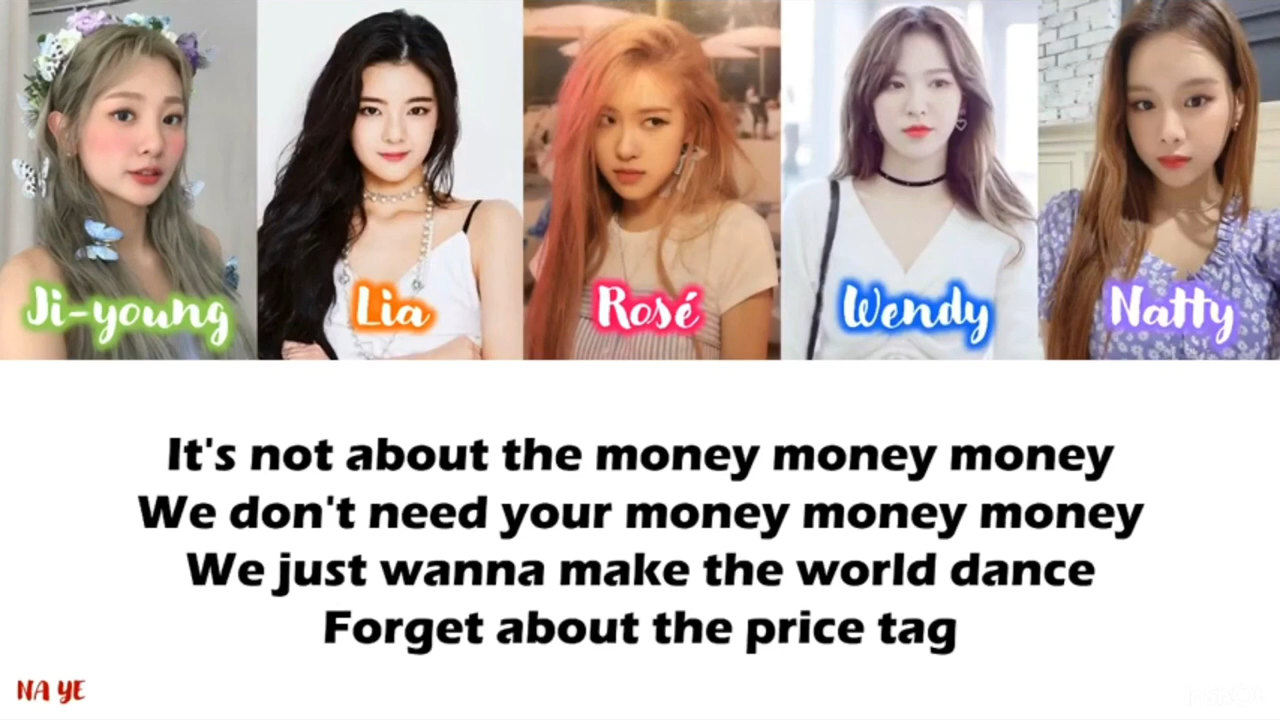 Ji-young
Lia
Rosé
Wendy
Natty
It's not about the money money money
We don't need your money money money
We just wanna make the world dance
Forget about the price tag
NA YE